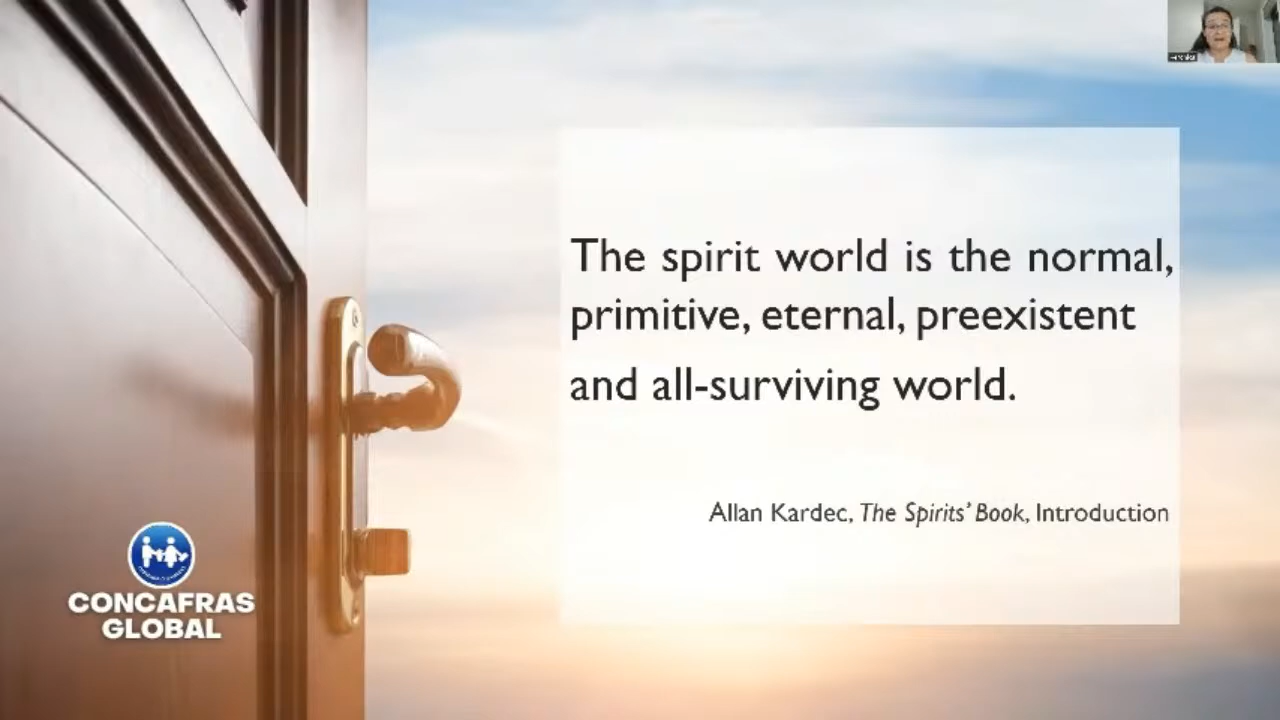 The spirit world is the normal,
primitive, eternal, preexistent
and all-surviving world.
Allan Kardec, The Spirits' Book, Introduction
CONCAFRAS
GLOBAL